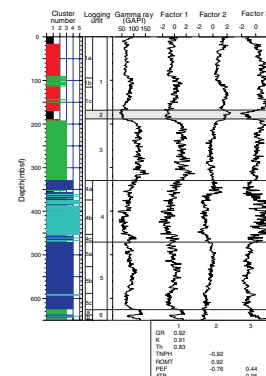 Cluster number Logging unit Gamma ray (GAPI) Factor 1 Factor 2 Factor
1 2 3 4 5 50 100 150 -2 0 2 -2 0 2 -2 0
0
100
200
300
400
500
600
Depth(mbsf)
1a
1b
1c
1
2
3
4a
4b
4c
4
5a
5b
5c
5
6
1 2 3
GR 0.92
K 0.91
Th 0.83
TNPH -0.92
ROMT 0.92
PEF -0.76 0.44